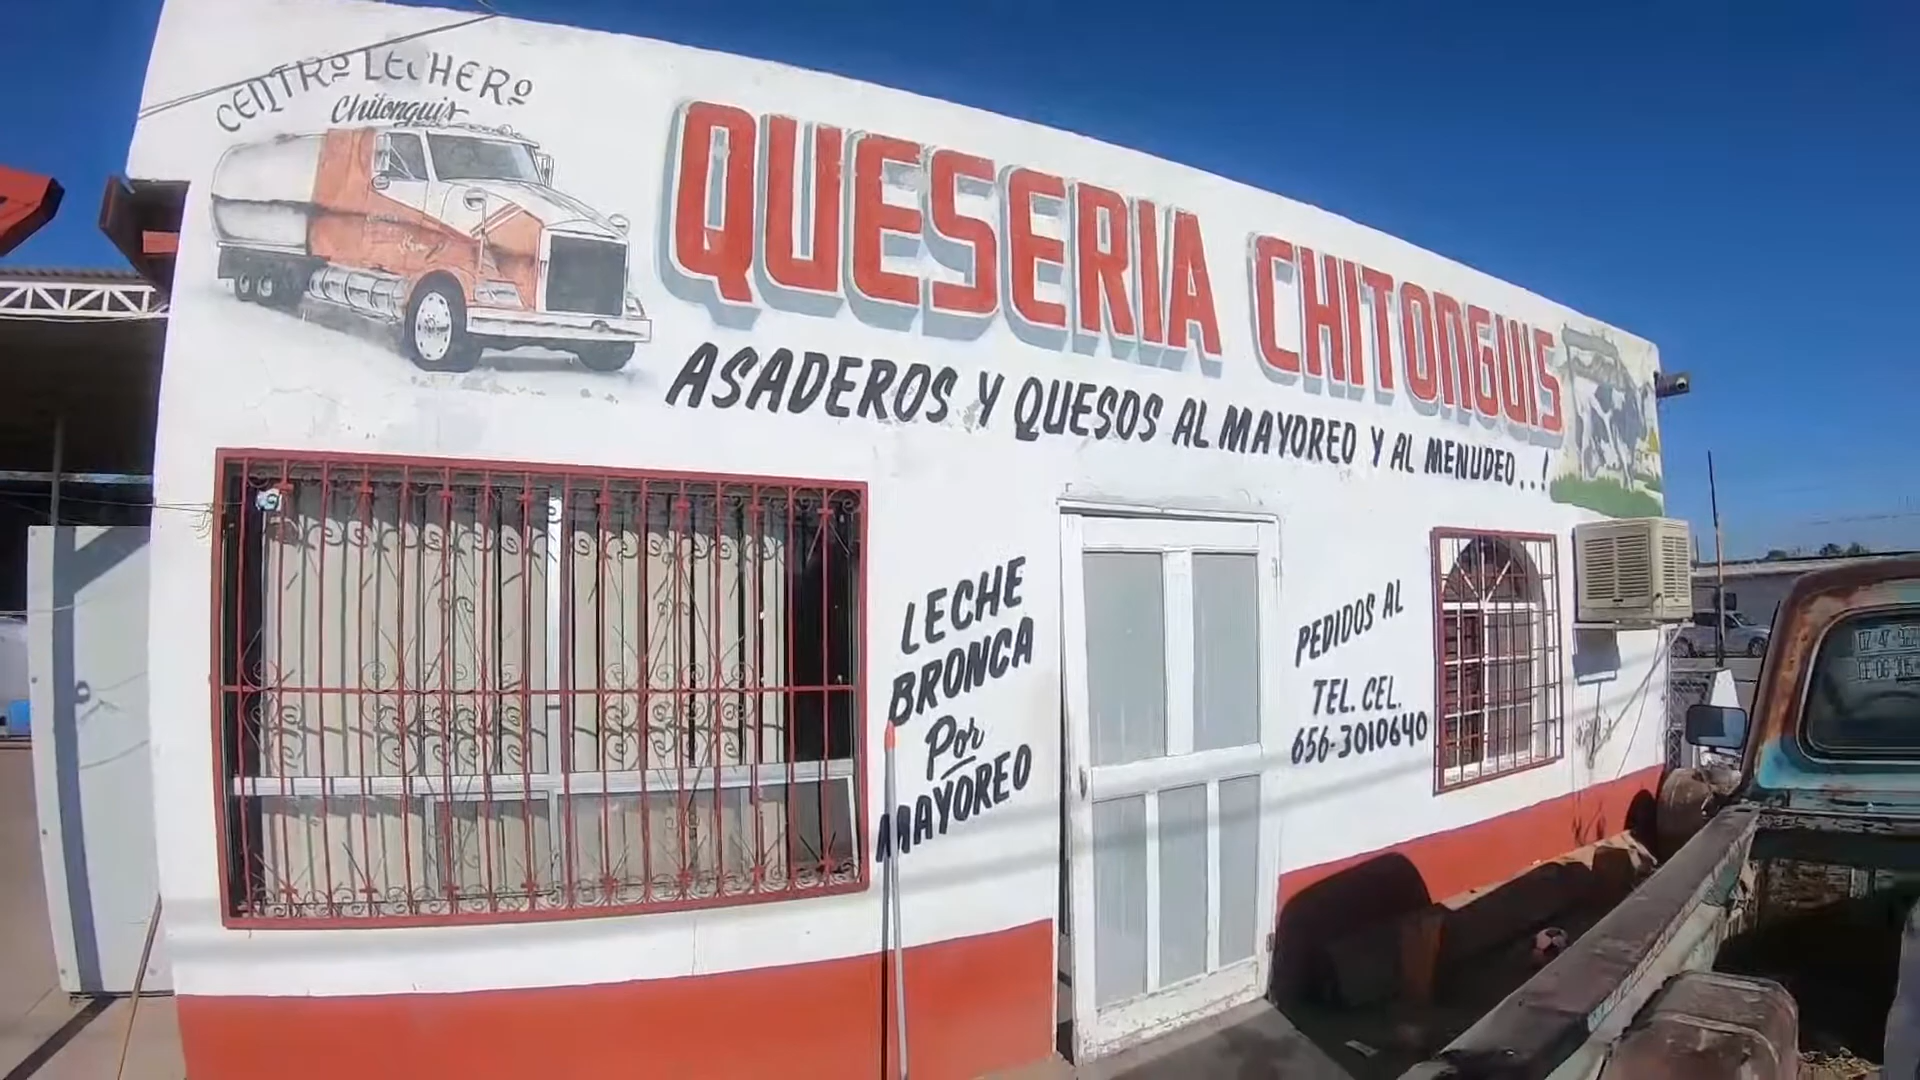 CENTRO LECHERO
Chitonguis
QUESERIA CHITONGUIS
ASADEROS Y QUESOS AL MAYOREO Y AL MENUDEO..!
LECHE
BRONCA
Por
MAYOREO
PEDIDOS AL
TEL. CEL.
656-3010640